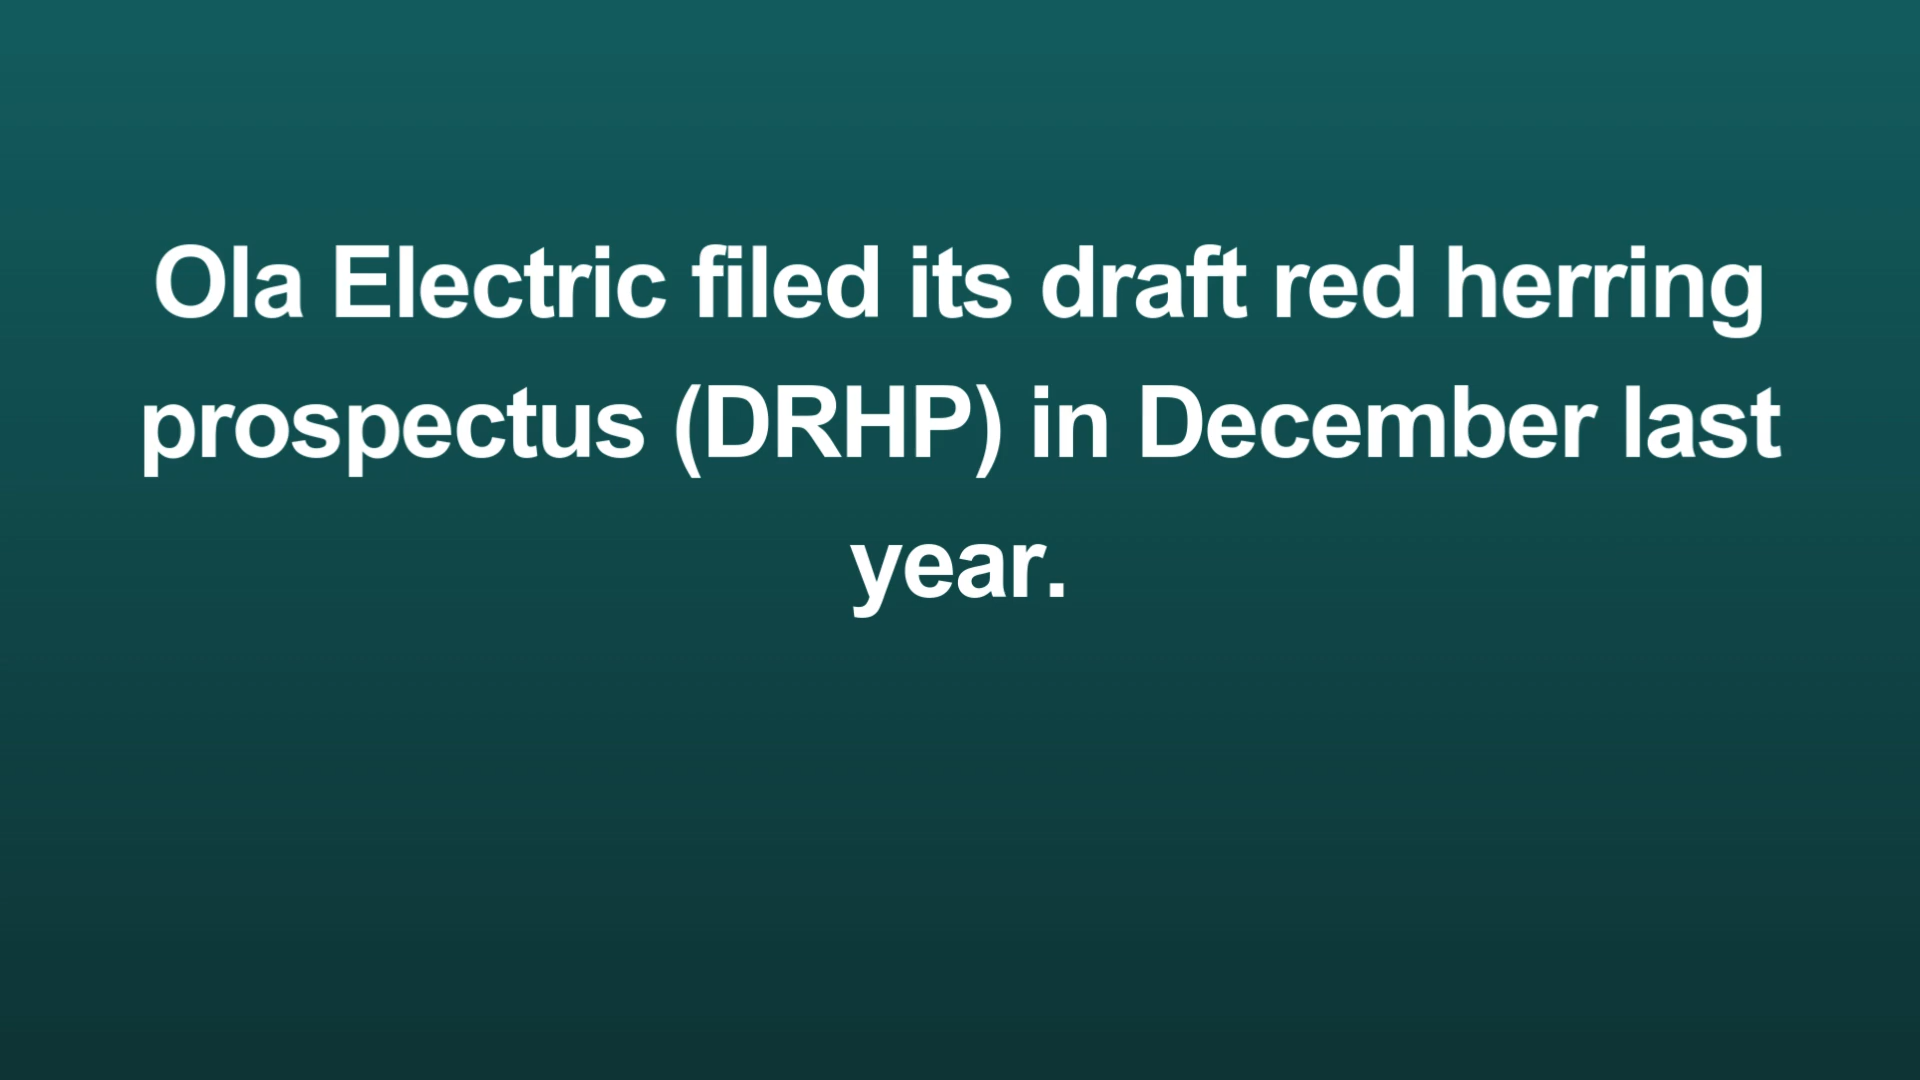 Ola Electric filed its draft red herring
prospectus (DRHP) in December last
year.